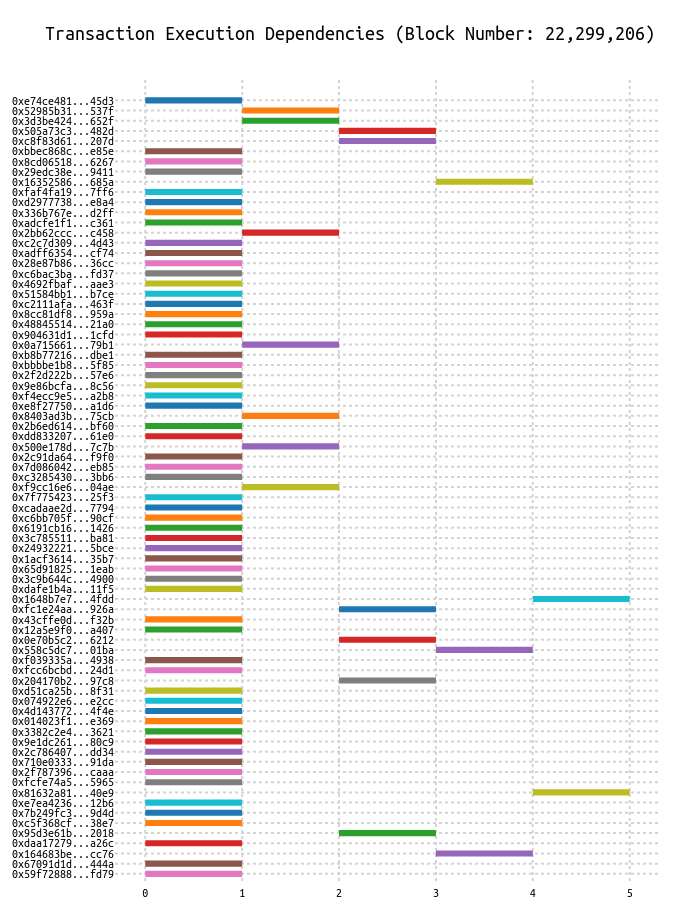 Transaction Execution Dependencies (Block Number: 22,299,206)
0xe74ce481...45d3
0x52985b31...537f
0x3d3be424...652f
0x505a73c3...482d
0xc8f83d61...207d
0xbbec868c...e85e
0x8cd06518...6267
0x29edc38e...9411
0x16352586...685a
0xfaf4fa19...7ff6
0xd2977738...e8a4
0x336b767e...d2ff
0xadcfe1f1...c361
0x2bb62ccc...c458
0xc2c7d309...4d43
0xadff6354...cf74
0x28e87b86...36cc
0xc6bac3ba...fd37
0x4692fbaf...aae3
0x51584bb1...b7ce
0xc2111afa...463f
0x8cc81df8...959a
0x48845514...21a0
0x904631d1...1cfd
0x0a715661...79b1
0xb8b77216...dbe1
0xbbbbe1b8...5f85
0x2f2d222b...57e6
0x9e86bcfa...8c56
0xf4ecc9e5...a2b8
0xe8f27750...a1d6
0x8403ad3b...75cb
0x2b6ed614...bf60
0xdd833207...61e0
0x500e178d...7c7b
0x2c91da64...f9f0
0x7d086042...eb85
0xc3285430...3bb6
0xf9cc16e6...04ae
0x7f775423...25f3
0xcadaae2d...7794
0xc6bb705f...90cf
0x6191cb16...1426
0x3c785511...ba81
0x24932221...5bce
0x1acf3614...35b7
0x65d91825...1eab
0x3c9b644c...4900
0xdafe1b4a...11f5
0x1648b7e7...4fdd
0xfc1e24aa...926a
0x43cffe0d...f32b
0x12a5e9f0...a407
0x0e70b5c2...6212
0x558c5dc7...01ba
0xf039335a...4938
0xfcc6bcbd...24d1
0x204170b2...97c8
0xd51ca25b...8f31
0x074922e6...e2cc
0x4d143772...4f4e
0x014023f1...e369
0x3382c2e4...3621
0x9e1dc261...80c9
0x2c786407...dd34
0x710e0333...91da
0x2f787396...caaa
0xfcfe74a5...5965
0x81632a81...40e9
0xe7ea4236...12b6
0x7b249fc3...9d4d
0xc5f368cf...38e7
0x95d3e61b...2018
0xdaa17279...a26c
0x164683be...cc76
0x67091d1d...444a
0x59f72888...fd79
0 1 2 3 4 5